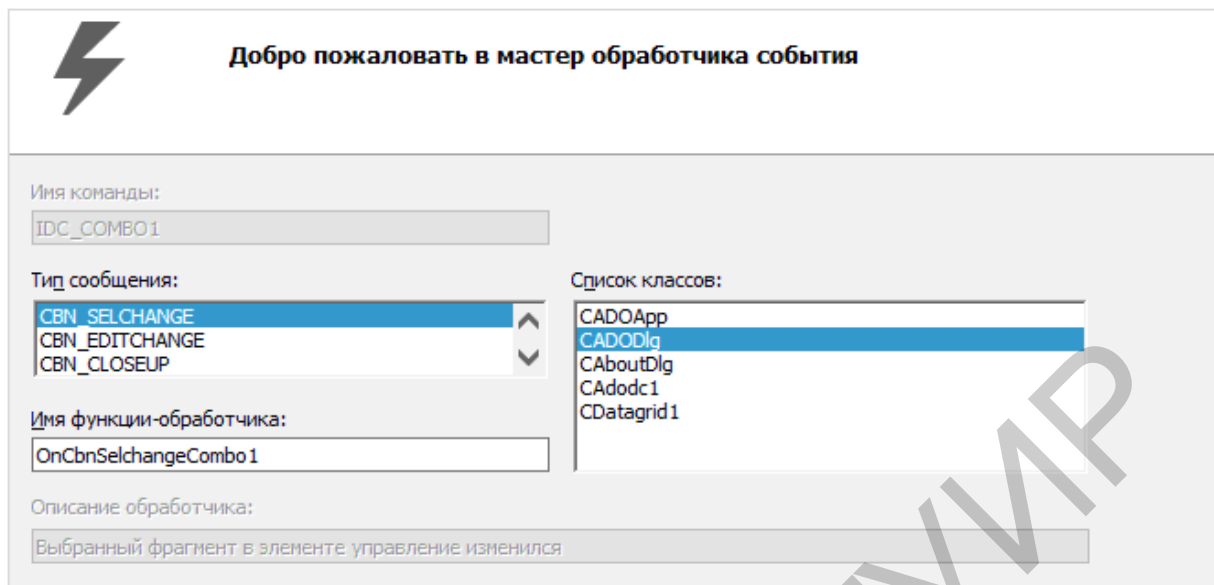 Добро пожаловать в мастер обработчика события
Имя команды:
IDC_COMBO1
Тип сообщения:
CBN_SELCHANGE
CBN_EDITCHANGE
CBN_CLOSEUP
Список классов:
CADOApp
CADODlg
CAboutDlg
CAdodc1
CDatagrid1
Имя функции-обработчика:
OnCbnSelchangeCombo1
Описание обработчика:
Выбранный фрагмент в элементе управление изменился